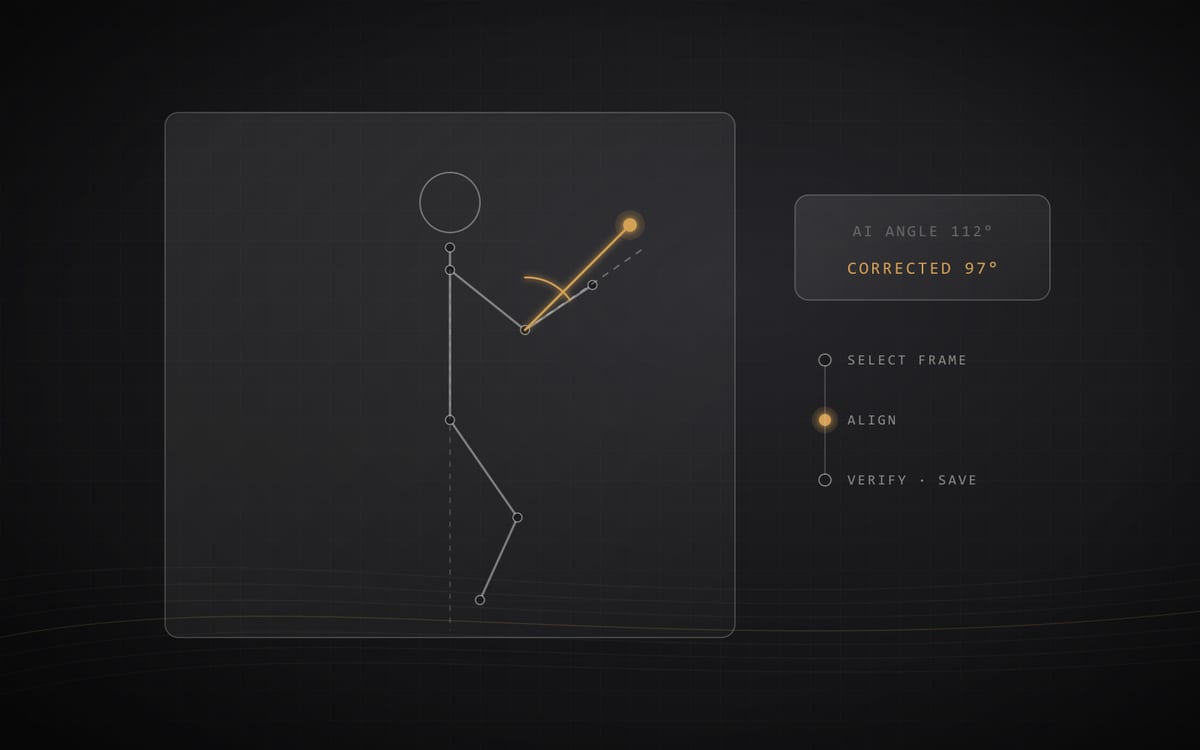 AI ANGLE 112°
CORRECTED 97°
SELECT FRAME
ALIGN
VERIFY · SAVE